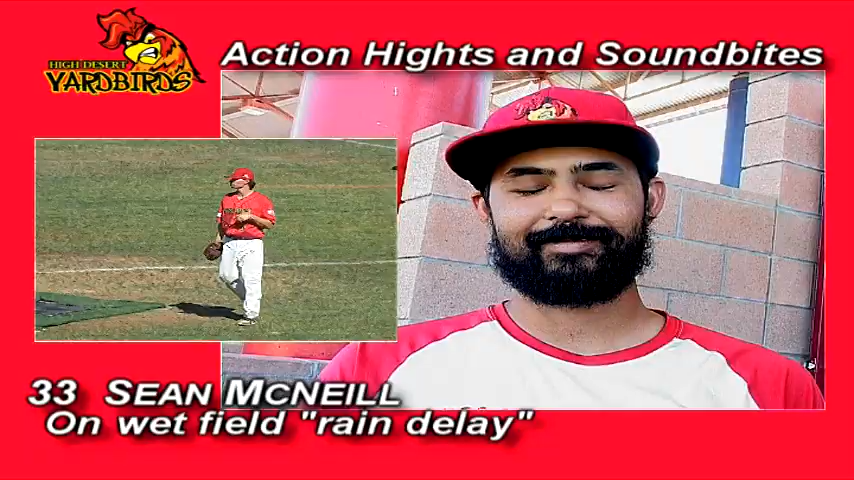 HIGH DESERT
YARDBIRDS
Action Hights and Soundbites
33 SEAN MCNEILL
On wet field "rain delay"